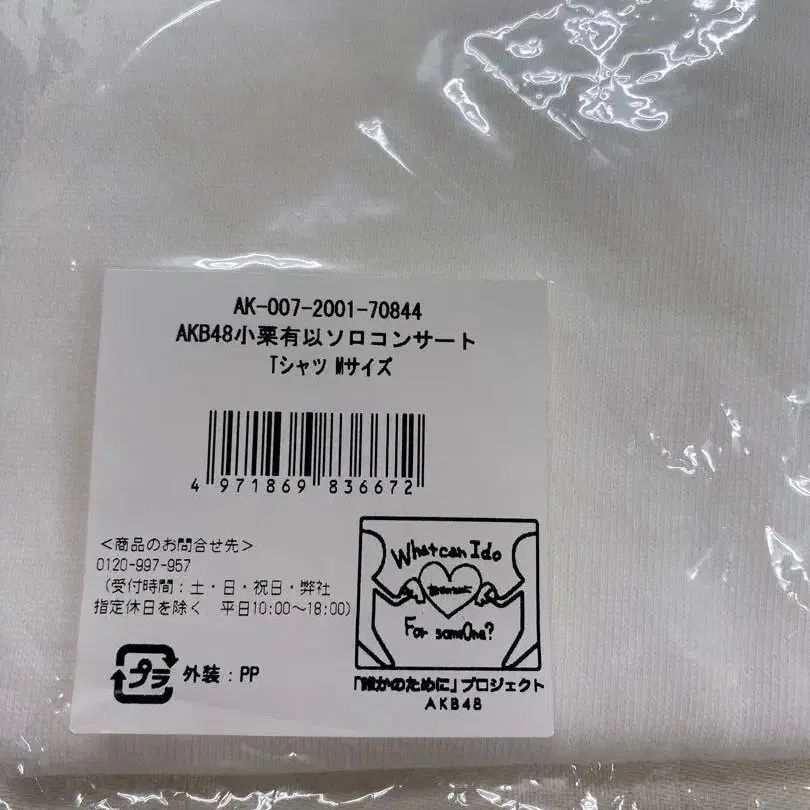 AK-007-2001-70844
AKB48小栗有以ソロコンサート
Tシャツ Mサイズ
4 971869 836672
＜商品のお問合せ先＞
0120-997-957
（受付時間：土・日・祝日・弊社
指定休日を除く 平日10:00～18:00)
プラ
外装：PP
What can I do
For someOne?
「誰かのために」プロジェクト
AKB48